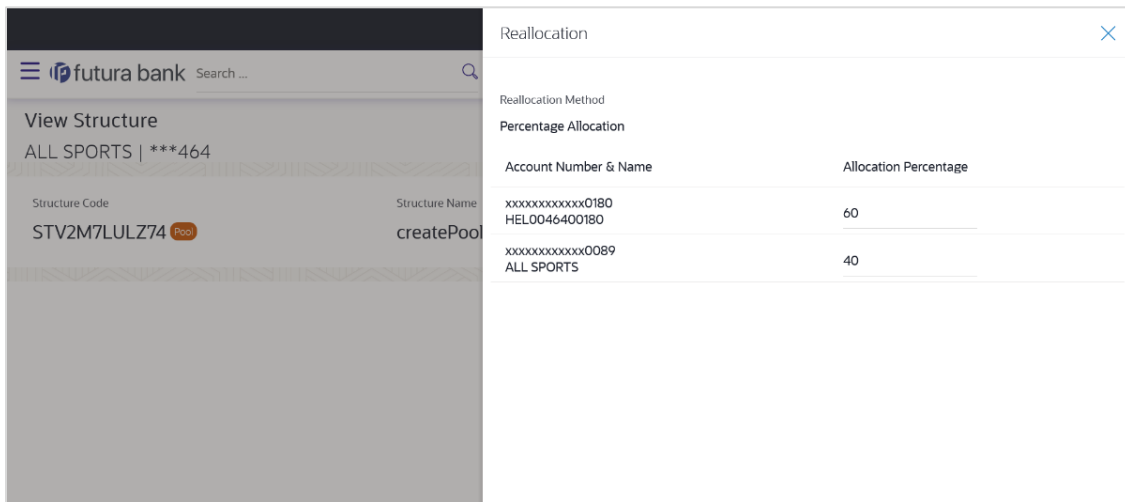 futura bank Search ...
View Structure
ALL SPORTS | ***464
Structure Code
STV2M7LULZ74 Pool
Structure Name
createPool
Reallocation
Reallocation Method
Percentage Allocation
Account Number & Name Allocation Percentage
xxxxxxxxxxxx0180
HEL0046400180
60
xxxxxxxxxxxx0089
ALL SPORTS
40